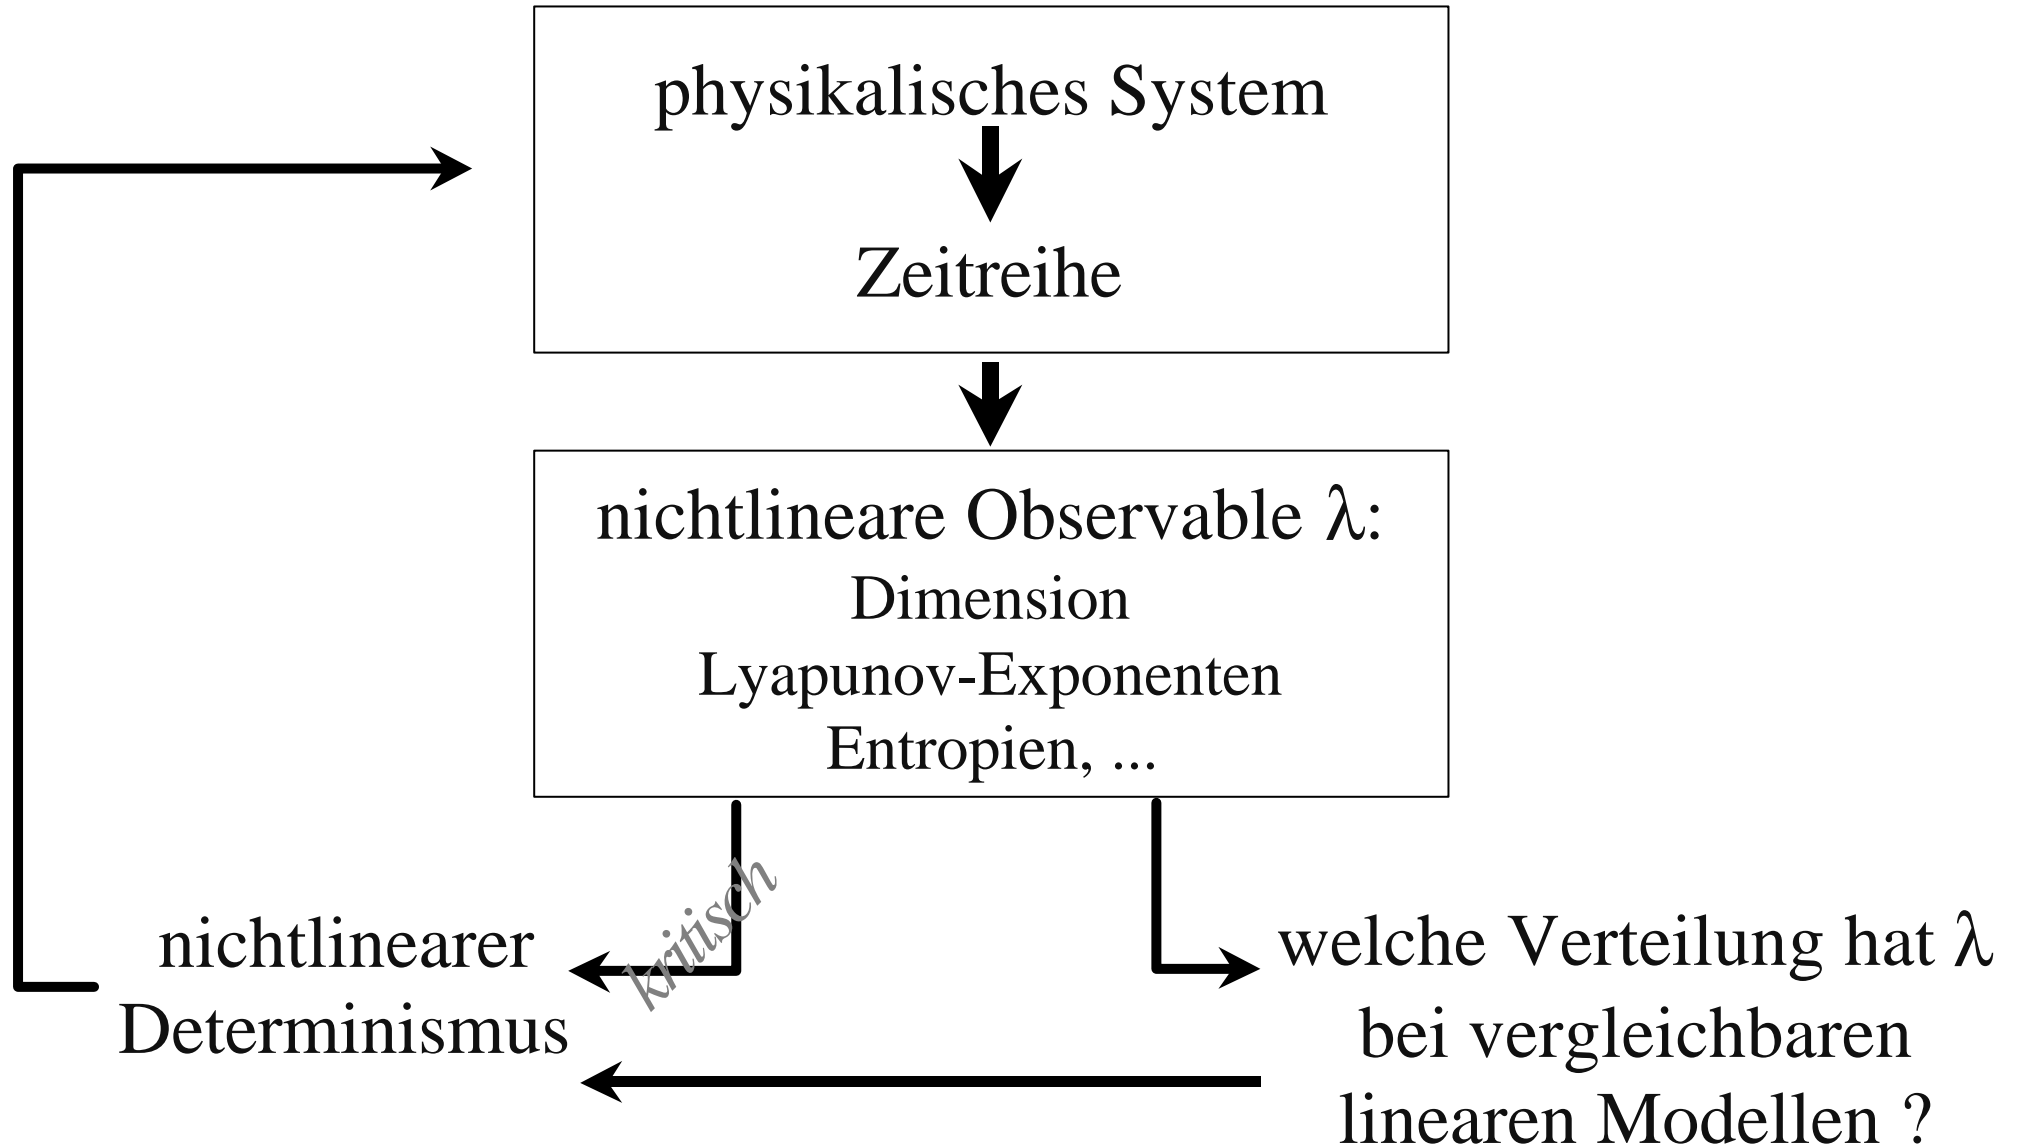 physikalisches System
Zeitreihe
nichtlineare Observable λ:
Dimension
Lyapunov-Exponenten
Entropien, ...
kritisch
nichtlinearer
Determinismus
welche Verteilung hat λ
bei vergleichbaren
linearen Modellen ?